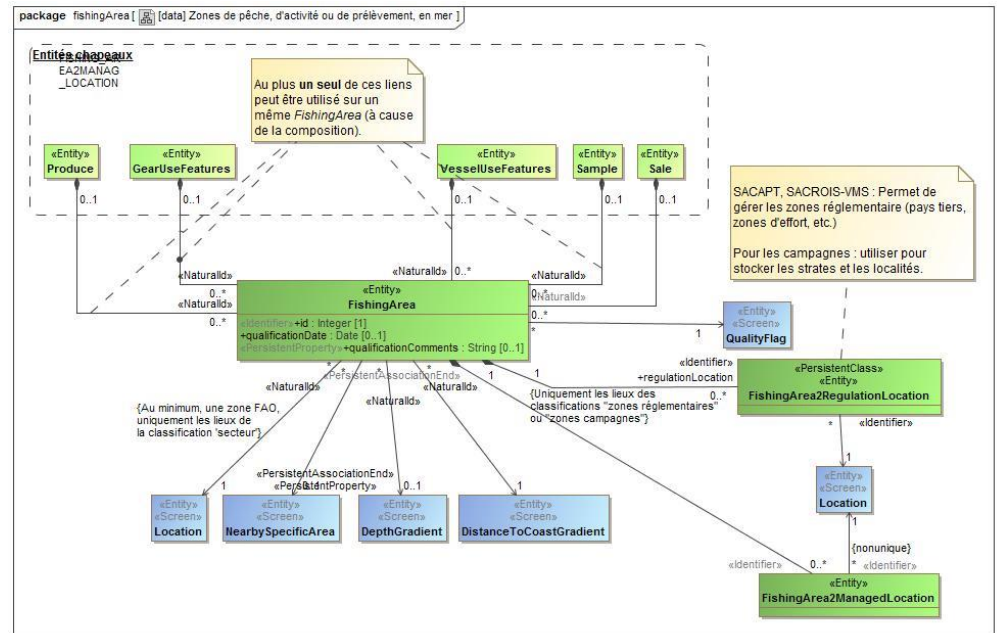 package fishingArea [ [data] Zones de pêche, d'activité ou de prélèvement, en mer ]
Entités chapeaux
EA2MANAG
_LOCATION
Au plus un seul de ces liens
peut être utilisé sur un
même FishingArea (à cause
de la composition).
«Entity»
Produce
«Entity»
GearUseFeatures
«Entity»
VesselUseFeatures
«Entity»
Sample
«Entity»
Sale
0..1
0..1
0..1
0..1
0..1
SACAPT, SACROIS-VMS : Permet de
gérer les zones réglementaire (pays tiers,
zones d'effort, etc.)
Pour les campagnes : utiliser pour
stocker les strates et les localités.
«NaturalId»
0..*
«NaturalId»
0..*
«NaturalId» 0..*
«NaturalId»
0..*
«NaturalId»
0..*
«Entity»
FishingArea
«Identifier»+id : Integer [1]
+qualificationDate : Date [0..1]
«PersistentProperty»+qualificationComments : String [0..1]
*
1
«Entity»
«Screen»
QualityFlag
«Identifier»
+regulationLocation
0..*
1
1
«PersistentClass»
«Entity»
FishingArea2RegulationLocation
{Uniquement les lieux des
classifications "zones réglementaires"
ou "zones campagnes"}
* * * *
«PersistentAssociationEnd»
«NaturalId»
«NaturalId»
«NaturalId»
{Au minimum, une zone FAO,
uniquement les lieux de
la classification 'secteur'}
* «Identifier»
1
«PersistentAssociationEnd»
«PersistentProperty»
1
0..1
0..1
1
«Entity»
«Screen»
Location
«Entity»
«Screen»
NearbySpecificArea
«Entity»
«Screen»
DepthGradient
«Entity»
«Screen»
DistanceToCoastGradient
«Entity»
«Screen»
Location
1
{nonunique}
«Identifier» 0..* * «Identifier»
«Entity»
FishingArea2ManagedLocation